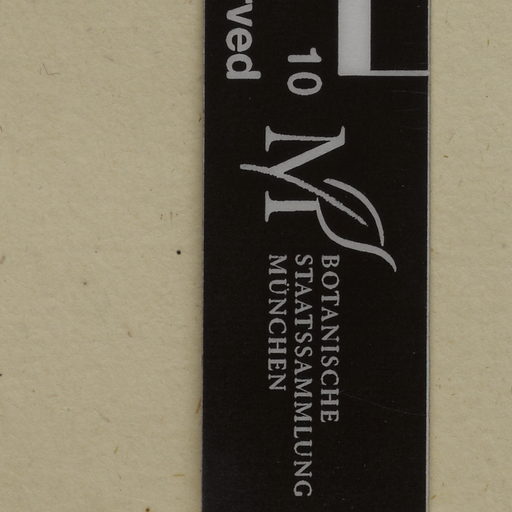 rved
10
M
BOTANISCHE
STAATSSAMMLUNG
MÜNCHEN